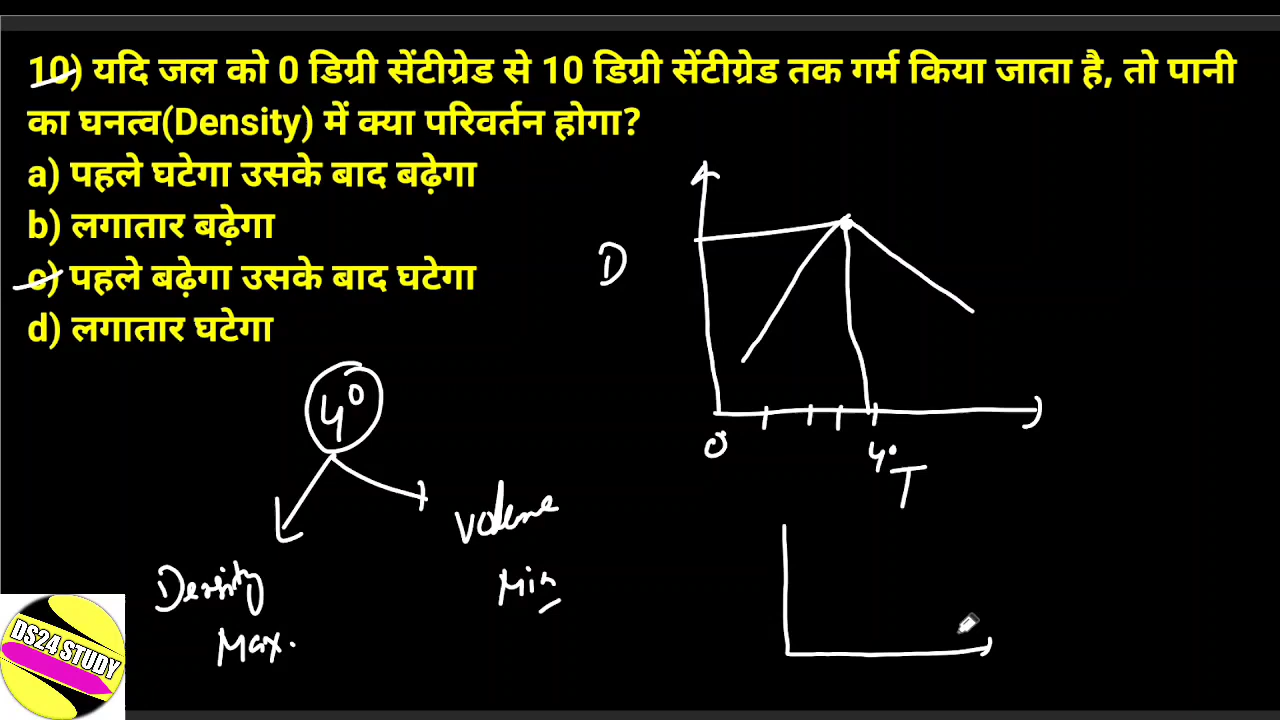 10) यदि जल को 0 डिग्री सेंटीग्रेड से 10 डिग्री सेंटीग्रेड तक गर्म किया जाता है, तो पानी
का घनत्व(Density) में क्या परिवर्तन होगा?
a) पहले घटेगा उसके बाद बढ़ेगा
b) लगातार बढ़ेगा
c) पहले बढ़ेगा उसके बाद घटेगा
d) लगातार घटेगा
D
0
4°
T
4°
Density
Max.
Volume
Min
DS24 STUDY